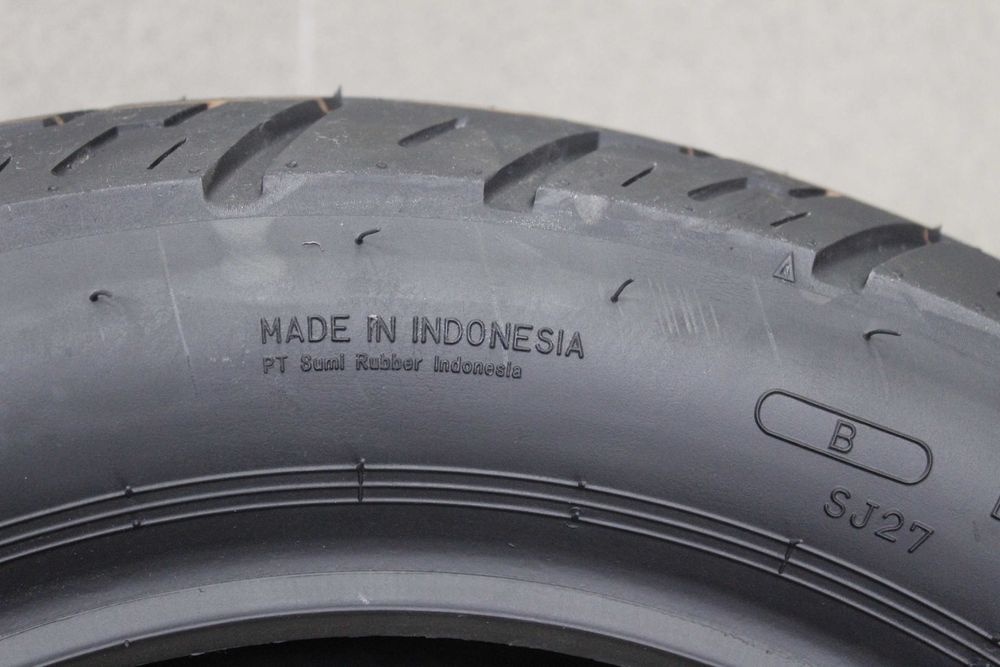 MADE IN INDONESIA
PT Sumi Rubber Indonesia
B
SJ27